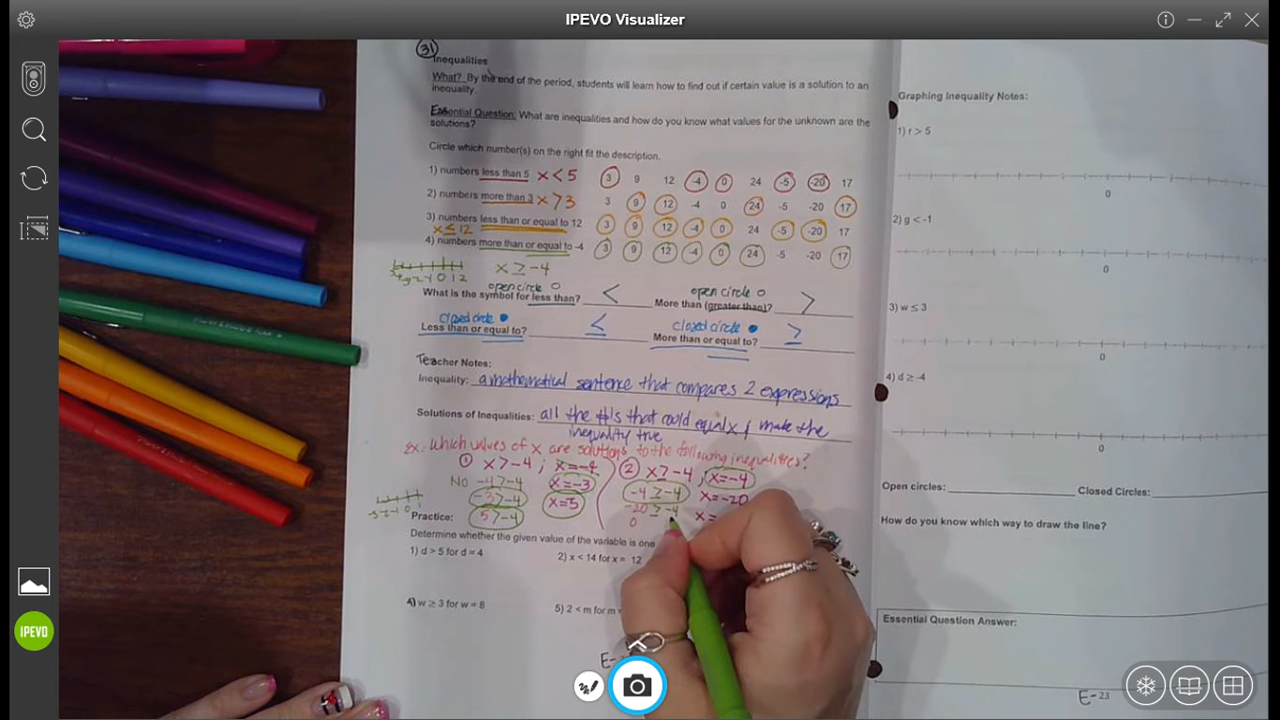 IPEVO Visualizer
31
Inequalities
What? By the end of the period, students will learn how to find out if certain value is a solution to an
inequality.
Essential Question: What are inequalities and how do you know what values for the unknown are the
solutions?
Circle which number(s) on the right fit the description.
1) numbers less than 5 x < 5 3 9 12 -4 0 24 -5 -20 17
2) numbers more than 3 x > 3 3 9 12 -4 0 24 -5 -20 17
3) numbers less than or equal to 12 3 9 12 -4 0 24 -5 -20 17
x ≤ 12
4) numbers more than or equal to -4 3 9 12 -4 0 24 -5 -20 17
x ≥ -4
open circle open circle
What is the symbol for less than? < More than (greater than)? >
closed circle closed circle
Less than or equal to? ≤ More than or equal to? ≥
Teacher Notes:
Inequality: a mathematical sentence that compares 2 expressions
Solutions of Inequalities: all the #'s that could equal x & make the
inequality true
Ex: Which values of x are solutions to the following inequalities?
① x > -4 ; x = -4 ② x ≥ -4 ; x = -4
NO -4 > -4 x = -3 -4 ≥ -4 x = -20
-3 > -4 x = 5 -20 ≥ -4 x =
5 > -4 0
Practice:
Determine whether the given value of the variable is one
1) d > 5 for d = 4 2) x < 14 for x = 12
4) w ≥ 3 for w = 8 5) 2 < m for m =
Graphing Inequality Notes:
1) r > 5
0
2) g < -1
0
3) w ≤ 3
0
4) d ≥ -4
0
Open circles: Closed Circles:
How do you know which way to draw the line?
Essential Question Answer:
E-23
IPEVO